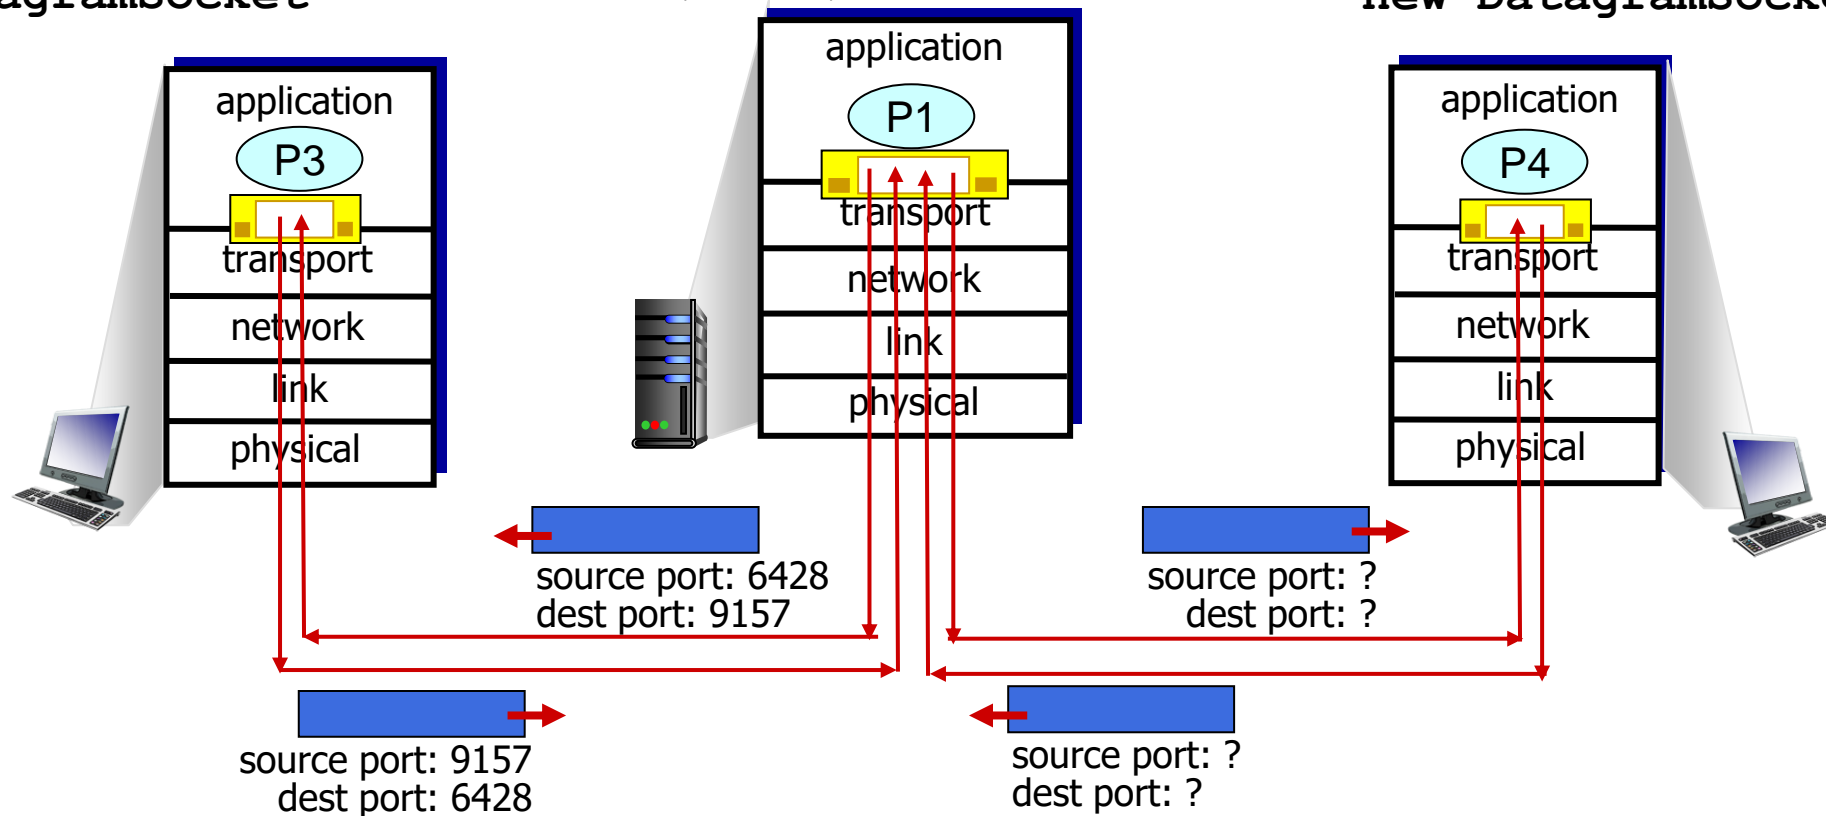 application
P1
transport
network
link
physical
application
P3
transport
network
link
physical
application
P4
transport
network
link
physical
source port: 6428
dest port: 9157
source port: ?
dest port: ?
source port: 9157
dest port: 6428
source port: ?
dest port: ?